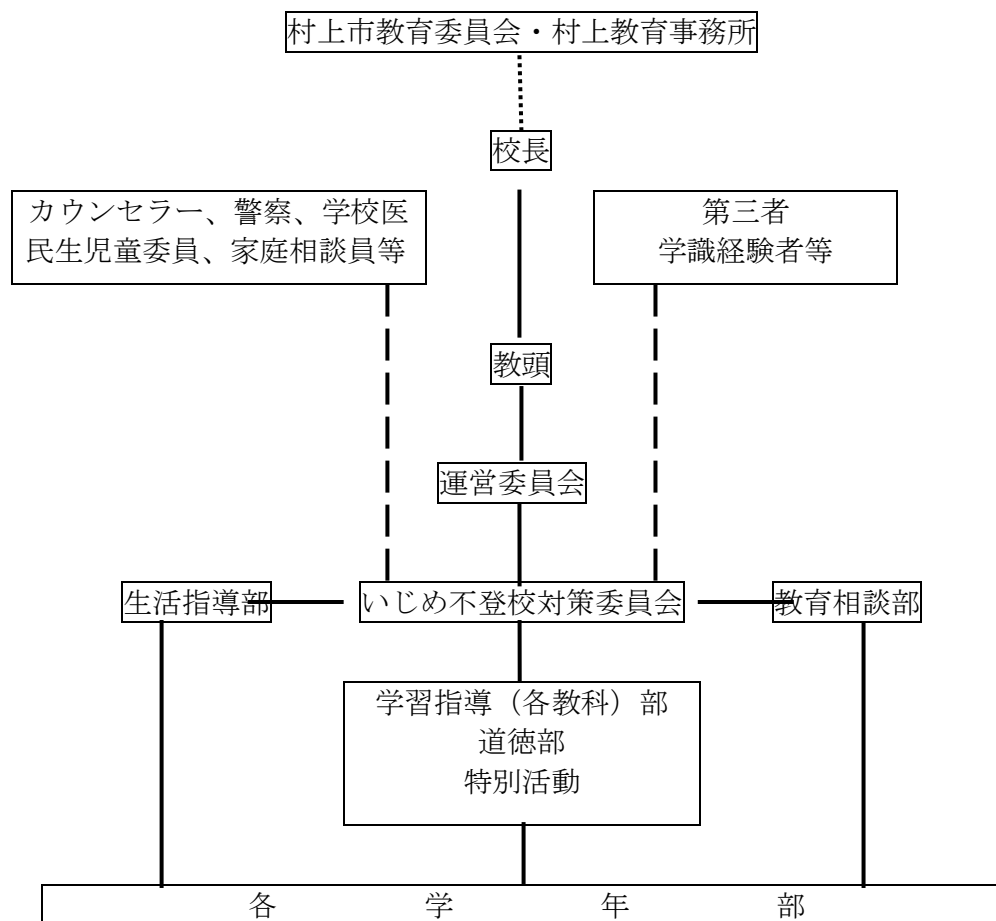 村上市教育委員会・村上教育事務所
校長
カウンセラー、警察、学校医
民生児童委員、家庭相談員等
第三者
学識経験者等
教頭
運営委員会
生活指導部
いじめ不登校対策委員会
教育相談部
学習指導（各教科）部
道徳部
特別活動
各　学　年　部